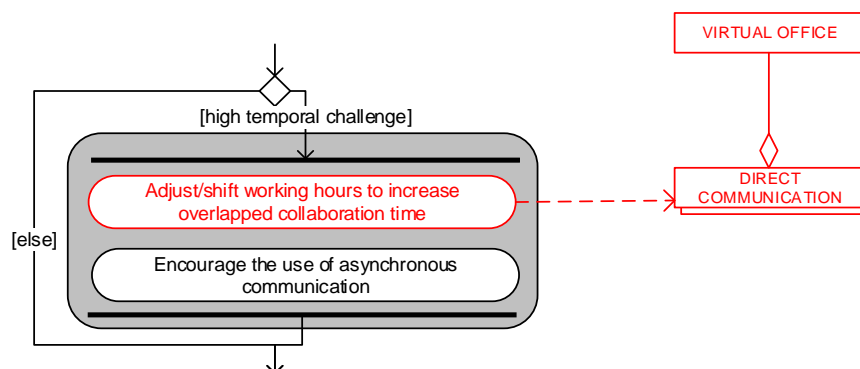 VIRTUAL OFFICE
[high temporal challenge]
DIRECT
COMMUNICATION
Adjust/shift working hours to increase
overlapped collaboration time
[else]
Encourage the use of asynchronous
communication